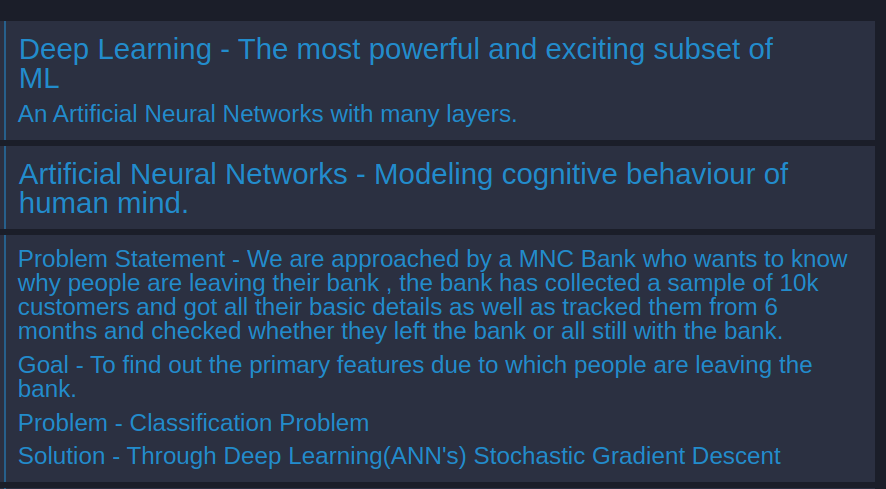 Deep Learning - The most powerful and exciting subset of
ML
An Artificial Neural Networks with many layers.
Artificial Neural Networks - Modeling cognitive behaviour of
human mind.
Problem Statement - We are approached by a MNC Bank who wants to know
why people are leaving their bank , the bank has collected a sample of 10k
customers and got all their basic details as well as tracked them from 6
months and checked whether they left the bank or all still with the bank.
Goal - To find out the primary features due to which people are leaving the
bank.
Problem - Classification Problem
Solution - Through Deep Learning(ANN's) Stochastic Gradient Descent